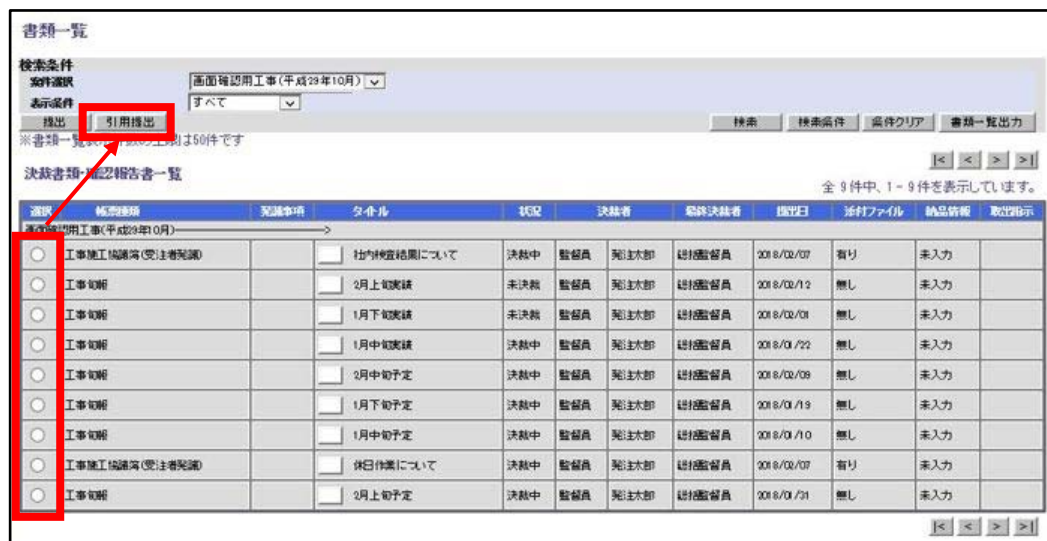 書類一覧
検索条件
案件選択 画面確認用工事(平成29年10月)
表示条件 すべて
提出 引用提出 検索 検索条件 条件クリア 書類一覧出力
※書類一覧 は50件です
|< < > >|
決裁書類・確認報告書一覧
全 9件中、1 - 9件を表示しています。
選択 帳票種類 発議事項 タイトル 状況 決裁者 最終決裁者 提出日 添付ファイル 納品情報 取出指示
画面確認用工事(平成29年10月)
工事施工協議簿(受注者発議) 社内検査結果について 決裁中 監督員 発注太郎 総括監督員 2018/02/07 有り 未入力
工事旬報 2月上旬実績 未決裁 監督員 発注太郎 総括監督員 2018/02/12 無し 未入力
工事旬報 1月下旬実績 未決裁 監督員 発注太郎 総括監督員 2018/02/01 無し 未入力
工事旬報 1月中旬実績 決裁中 監督員 発注太郎 総括監督員 2018/01/22 無し 未入力
工事旬報 2月中旬予定 決裁中 監督員 発注太郎 総括監督員 2018/02/09 無し 未入力
工事旬報 1月下旬予定 決裁中 監督員 発注太郎 総括監督員 2018/01/19 無し 未入力
工事旬報 1月中旬予定 決裁中 監督員 発注太郎 総括監督員 2018/01/10 無し 未入力
工事施工協議簿(受注者発議) 休日作業について 決裁中 監督員 発注太郎 総括監督員 2018/02/07 有り 未入力
工事旬報 2月上旬予定 決裁中 監督員 発注太郎 総括監督員 2018/01/31 無し 未入力
|< < > >|